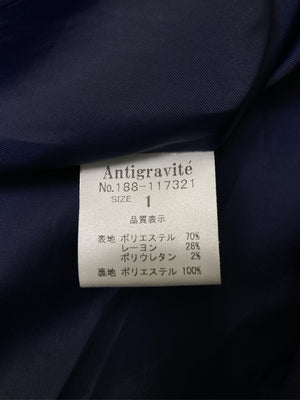 Antigravité
No.188-117321
SIZE 1
品質表示
表地 ポリエステル 70%
レーヨン 28%
ポリウレタン 2%
裏地 ポリエステル 100%